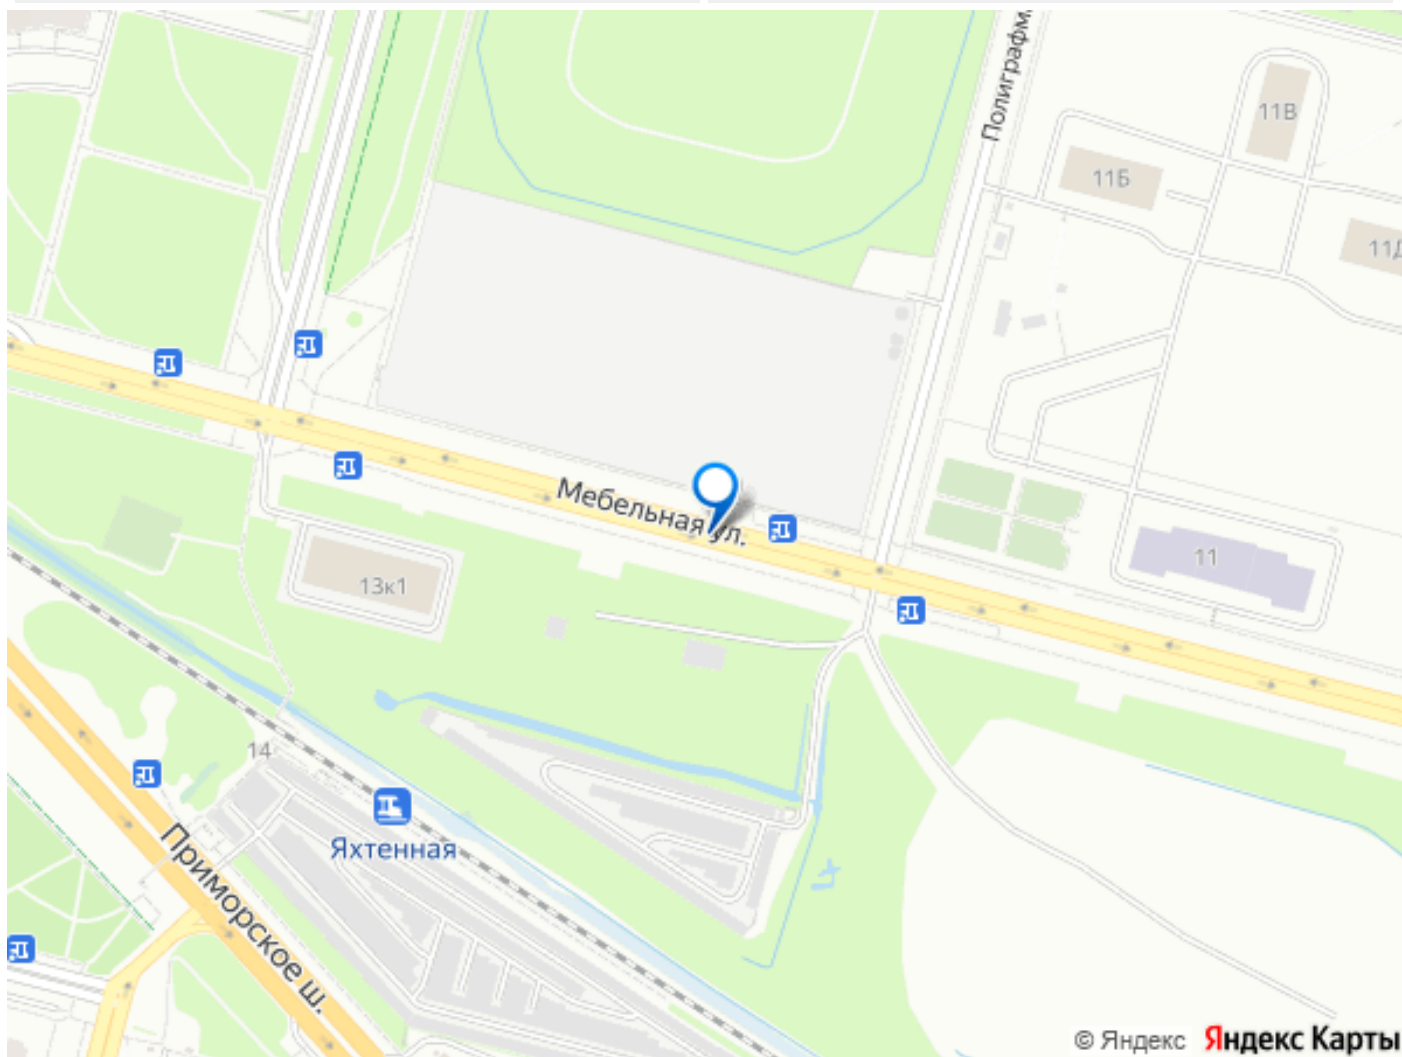 Полиграфм
11В
11Б
11Д
Мебельная ул.
11
13к1
14
Яхтенная
Приморское ш.
© Яндекс Яндекс Карты